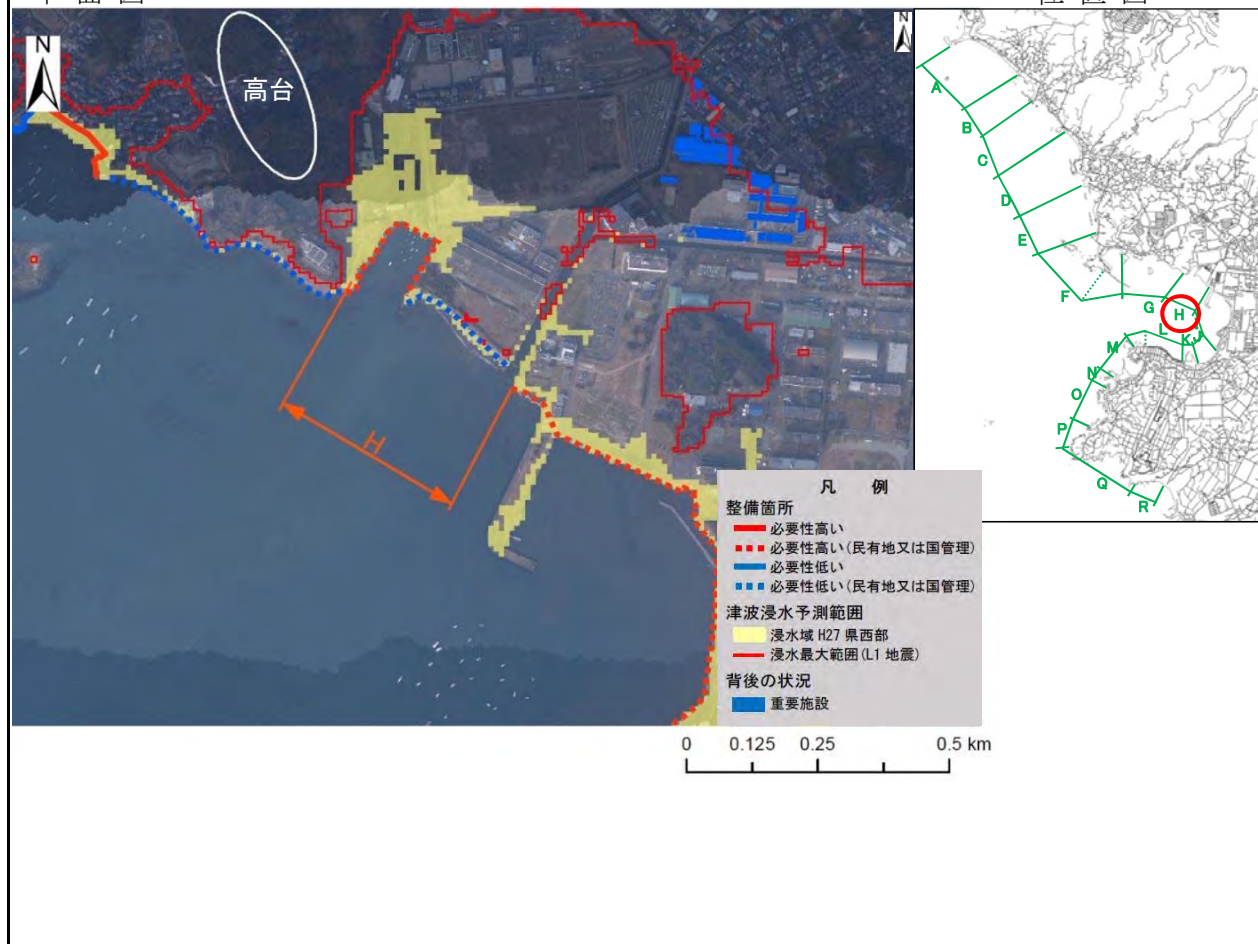 平 面 図
位 置 図
N
高台
H
N
A
B
C
D
E
F
G
H
L
K
J
M
N
O
P
Q
R
凡 例
整備箇所
必要性高い
必要性高い(民有地又は国管理)
必要性低い
必要性低い(民有地又は国管理)
津波浸水予測範囲
浸水域 H27 県西部
浸水最大範囲(L1 地震)
背後の状況
重要施設
0 0.125 0.25 0.5 km